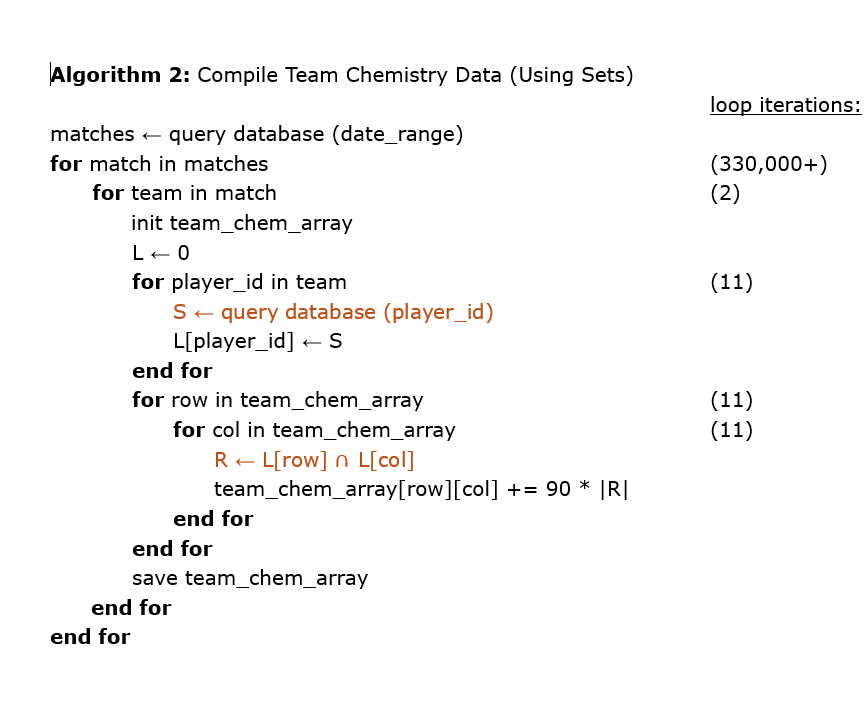 Algorithm 2: Compile Team Chemistry Data (Using Sets)
loop iterations:
matches ← query database (date_range)
for match in matches (330,000+)
for team in match (2)
init team_chem_array
L ← 0
for player_id in team (11)
S ← query database (player_id)
L[player_id] ← S
end for
for row in team_chem_array (11)
for col in team_chem_array (11)
R ← L[row] ∩ L[col]
team_chem_array[row][col] += 90 * |R|
end for
end for
save team_chem_array
end for
end for